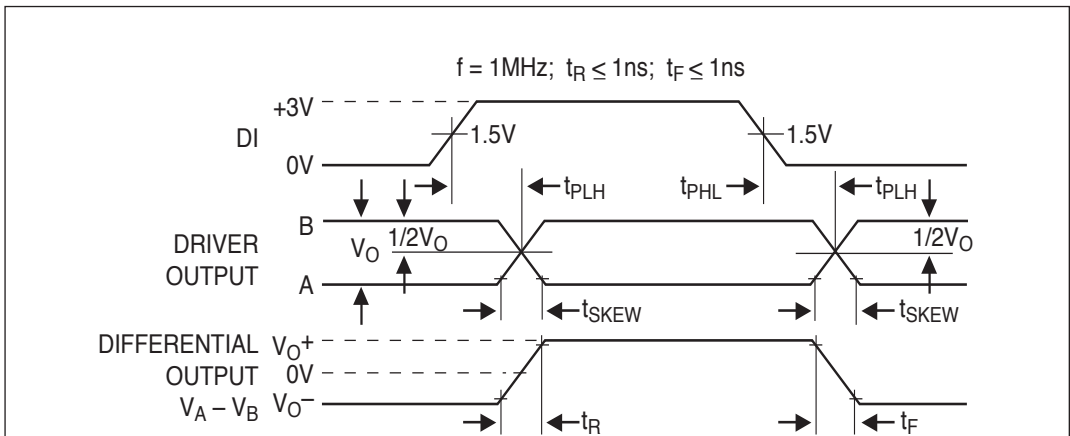 f = 1MHz; tR ≤ 1ns; tF ≤ 1ns
+3V
DI
1.5V
1.5V
0V
tPLH
tPHL
tPLH
B
DRIVER
OUTPUT
VO
1/2VO
1/2VO
A
tSKEW
tSKEW
DIFFERENTIAL
OUTPUT
VA – VB
VO+
0V
VO–
tR
tF